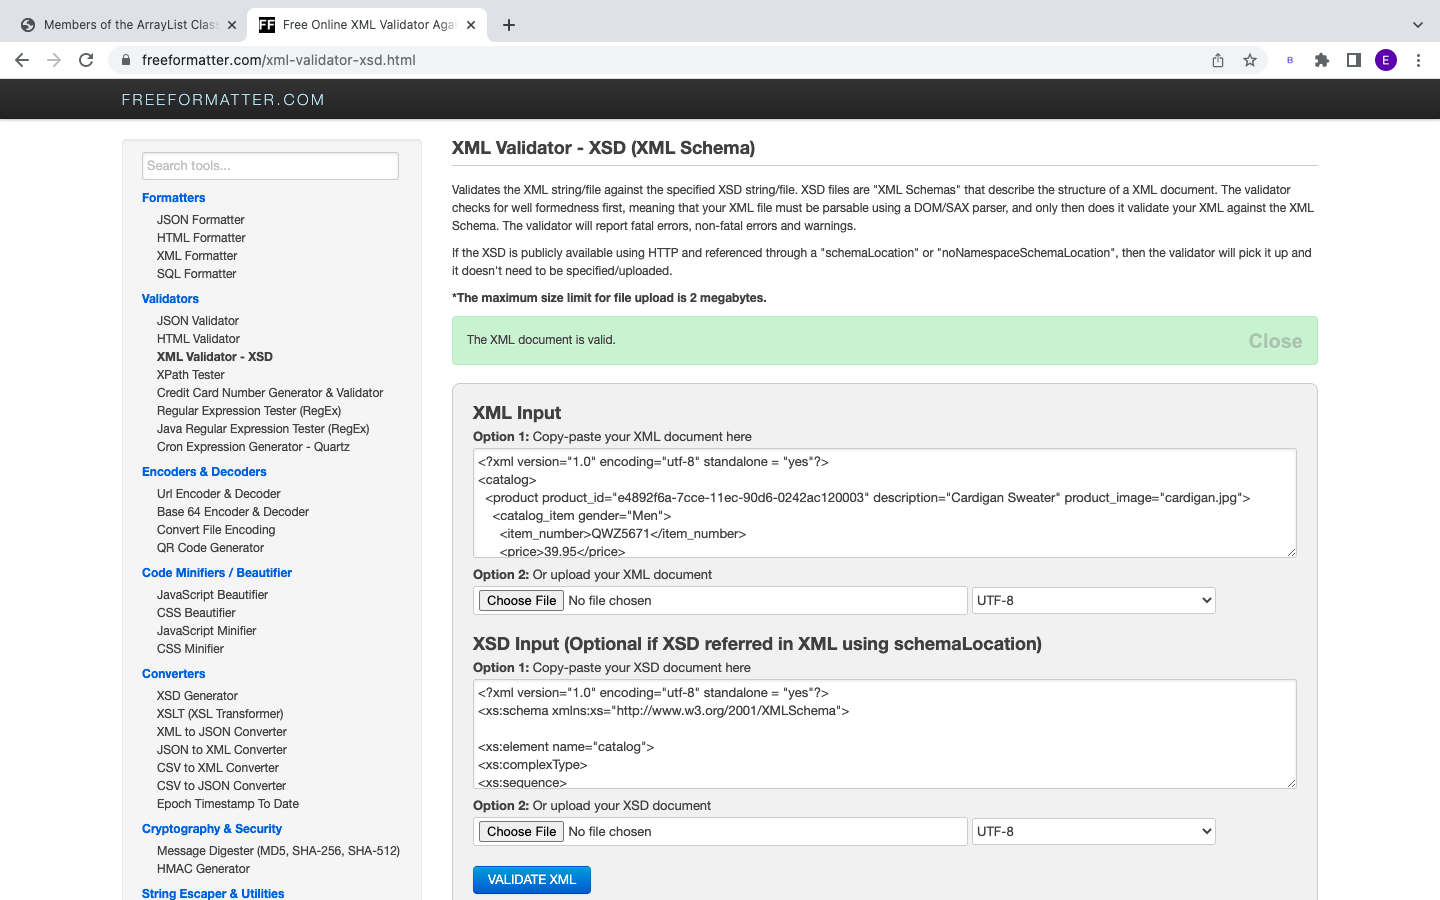 Members of the ArrayList Clas
Free Online XML Validator Aga
freeformatter.com/xml-validator-xsd.html
B
E
FREEFORMATTER.COM
Search tools...
Formatters
JSON Formatter
HTML Formatter
XML Formatter
SQL Formatter
Validators
JSON Validator
HTML Validator
XML Validator - XSD
XPath Tester
Credit Card Number Generator & Validator
Regular Expression Tester (RegEx)
Java Regular Expression Tester (RegEx)
Cron Expression Generator - Quartz
Encoders & Decoders
Url Encoder & Decoder
Base 64 Encoder & Decoder
Convert File Encoding
QR Code Generator
Code Minifiers / Beautifier
JavaScript Beautifier
CSS Beautifier
JavaScript Minifier
CSS Minifier
Converters
XSD Generator
XSLT (XSL Transformer)
XML to JSON Converter
JSON to XML Converter
CSV to XML Converter
CSV to JSON Converter
Epoch Timestamp To Date
Cryptography & Security
Message Digester (MD5, SHA-256, SHA-512)
HMAC Generator
String Escaper & Utilities
XML Validator - XSD (XML Schema)
Validates the XML string/file against the specified XSD string/file. XSD files are "XML Schemas" that describe the structure of a XML document. The validator
checks for well formedness first, meaning that your XML file must be parsable using a DOM/SAX parser, and only then does it validate your XML against the XML
Schema. The validator will report fatal errors, non-fatal errors and warnings.
If the XSD is publicly available using HTTP and referenced through a "schemaLocation" or "noNamespaceSchemaLocation", then the validator will pick it up and
it doesn't need to be specified/uploaded.
*The maximum size limit for file upload is 2 megabytes.
The XML document is valid.
Close
XML Input
Option 1: Copy-paste your XML document here
<?xml version="1.0" encoding="utf-8" standalone = "yes"?>
<catalog>
<product product_id="e4892f6a-7cce-11ec-90d6-0242ac120003" description="Cardigan Sweater" product_image="cardigan.jpg">
<catalog_item gender="Men">
<item_number>QWZ5671</item_number>
<price>39.95</price>
Option 2: Or upload your XML document
Choose File No file chosen
UTF-8
XSD Input (Optional if XSD referred in XML using schemaLocation)
Option 1: Copy-paste your XSD document here
<?xml version="1.0" encoding="utf-8" standalone = "yes"?>
<xs:schema xmlns:xs="http://www.w3.org/2001/XMLSchema">
<xs:element name="catalog">
<xs:complexType>
<xs:sequence>
Option 2: Or upload your XSD document
Choose File No file chosen
UTF-8
VALIDATE XML